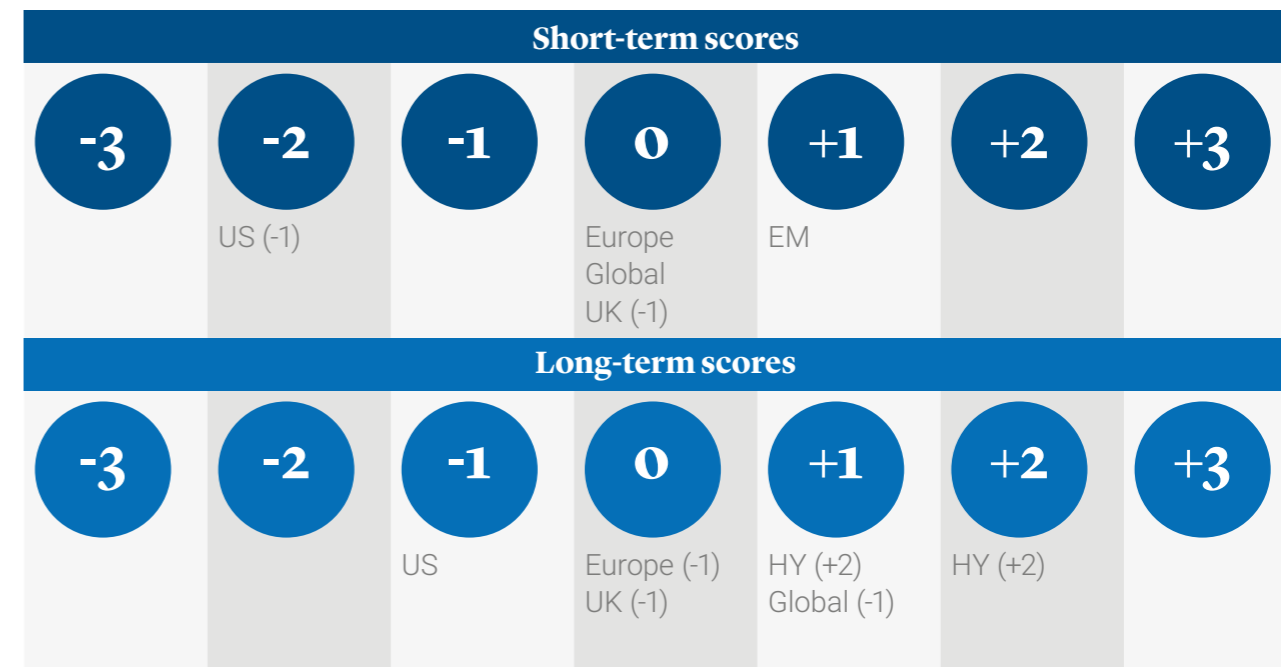 Short-term scores
-3 -2 -1 0 +1 +2 +3
US (-1) Europe EM
Global
UK (-1)
Long-term scores
-3 -2 -1 0 +1 +2 +3
US Europe (-1) HY (+2) HY (+2)
UK (-1) Global (-1)